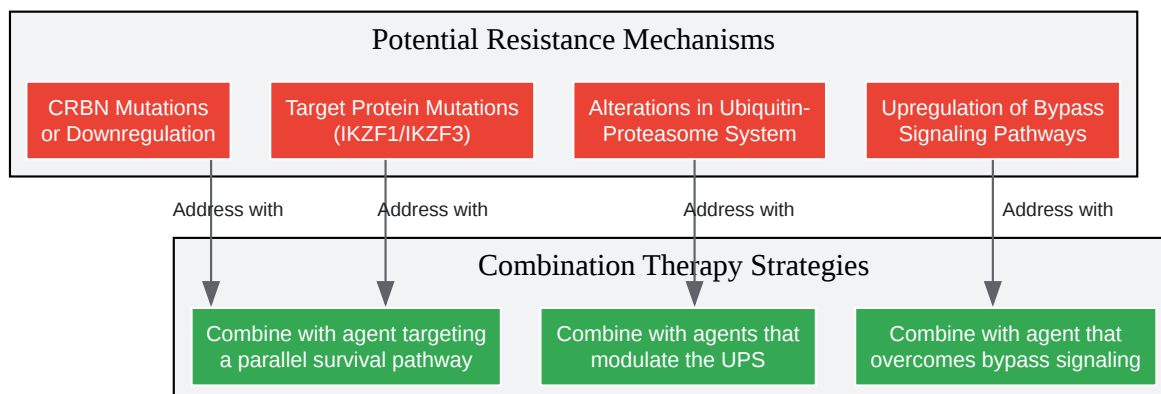 Potential Resistance Mechanisms
CRBN Mutations
or Downregulation
Target Protein Mutations
(IKZF1/IKZF3)
Alterations in Ubiquitin-
Proteasome System
Upregulation of Bypass
Signaling Pathways
Address with
Address with
Address with
Address with
Combination Therapy Strategies
Combine with agent targeting
a parallel survival pathway
Combine with agents that
modulate the UPS
Combine with agent that
overcomes bypass signaling